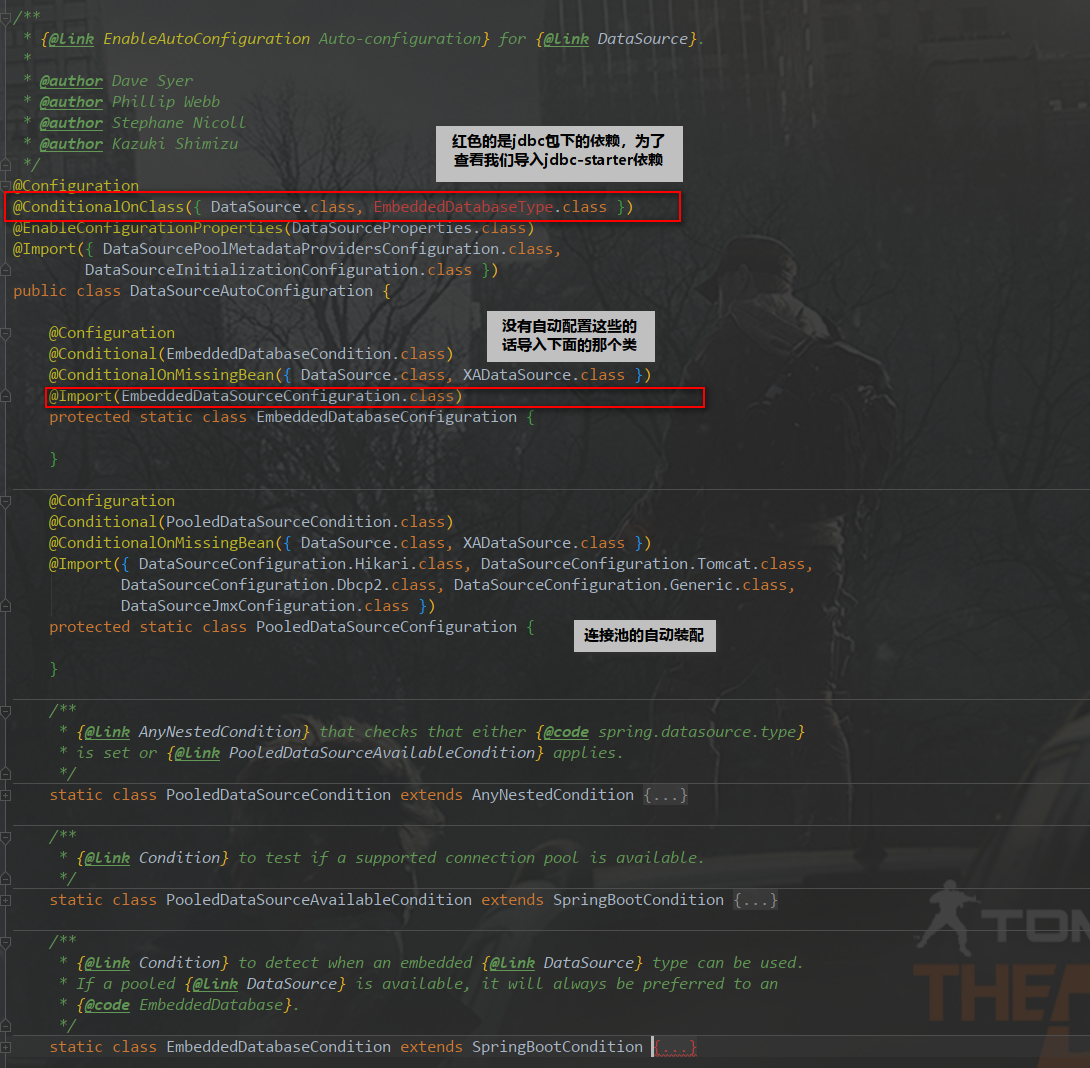 /**
 * {@link EnableAutoConfiguration Auto-configuration} for {@link DataSource}.
 *
 * @author Dave Syer
 * @author Phillip Webb
 * @author Stephane Nicoll
 * @author Kazuki Shimizu
 */
红色的是jdbc包下的依赖，为了
查看我们导入jdbc-starter依赖
@Configuration
@ConditionalOnClass({ DataSource.class, EmbeddedDatabaseType.class })
@EnableConfigurationProperties(DataSourceProperties.class)
@Import({ DataSourcePoolMetadataProvidersConfiguration.class,
        DataSourceInitializationConfiguration.class })
public class DataSourceAutoConfiguration {
    @Configuration
没有自动配置这些的
话导入下面的那个类
    @Conditional(EmbeddedDatabaseCondition.class)
    @ConditionalOnMissingBean({ DataSource.class, XADataSource.class })
    @Import(EmbeddedDataSourceConfiguration.class)
    protected static class EmbeddedDatabaseConfiguration {
    }
    @Configuration
    @Conditional(PooledDataSourceCondition.class)
    @ConditionalOnMissingBean({ DataSource.class, XADataSource.class })
    @Import({ DataSourceConfiguration.Hikari.class, DataSourceConfiguration.Tomcat.class,
            DataSourceConfiguration.Dbcp2.class, DataSourceConfiguration.Generic.class,
            DataSourceJmxConfiguration.class })
    protected static class PooledDataSourceConfiguration {
连接池的自动装配
    }
    /**
     * {@link AnyNestedCondition} that checks that either {@code spring.datasource.type}
     * is set or {@link PooledDataSourceAvailableCondition} applies.
     */
    static class PooledDataSourceCondition extends AnyNestedCondition {...}
    /**
     * {@link Condition} to test if a supported connection pool is available.
     */
    static class PooledDataSourceAvailableCondition extends SpringBootCondition {...}
    /**
     * {@link Condition} to detect when an embedded {@link DataSource} type can be used.
     * If a pooled {@link DataSource} is available, it will always be preferred to an
     * {@code EmbeddedDatabase}.
     */
    static class EmbeddedDatabaseCondition extends SpringBootCondition {...}
TOM
THE